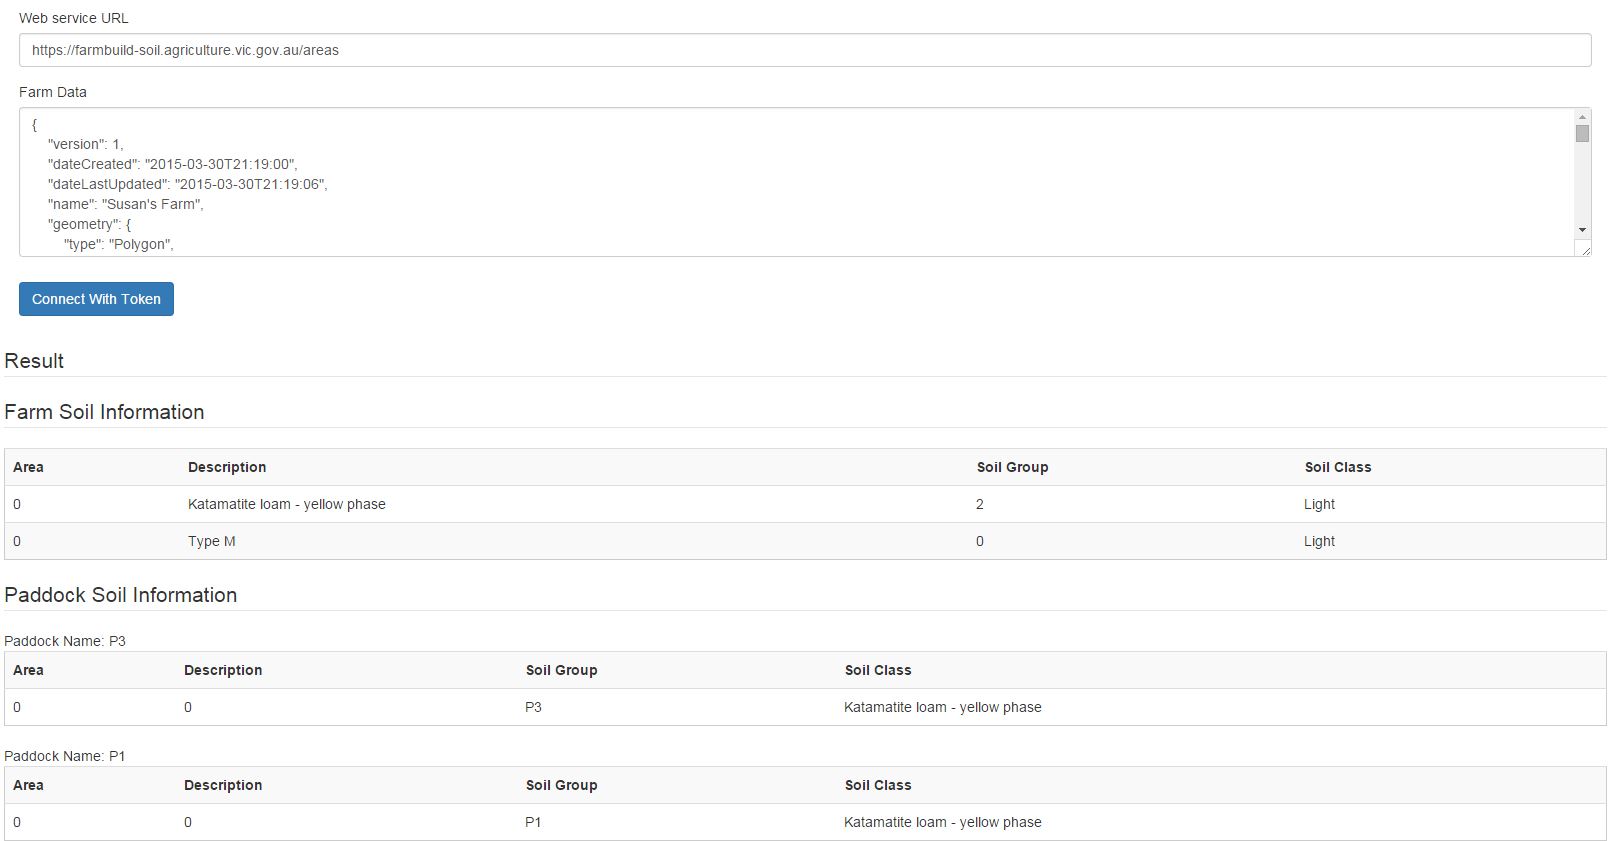 Web service URL
https://farmbuild-soil.agriculture.vic.gov.au/areas
Farm Data
{
"version": 1,
"dateCreated": "2015-03-30T21:19:00",
"dateLastUpdated": "2015-03-30T21:19:06",
"name": "Susan's Farm",
"geometry": {
"type": "Polygon",
Connect With Token
Result
Farm Soil Information
Area Description Soil Group Soil Class
0 Katamatite loam - yellow phase 2 Light
0 Type M 0 Light
Paddock Soil Information
Paddock Name: P3
Area Description Soil Group Soil Class
0 0 P3 Katamatite loam - yellow phase
Paddock Name: P1
Area Description Soil Group Soil Class
0 0 P1 Katamatite loam - yellow phase